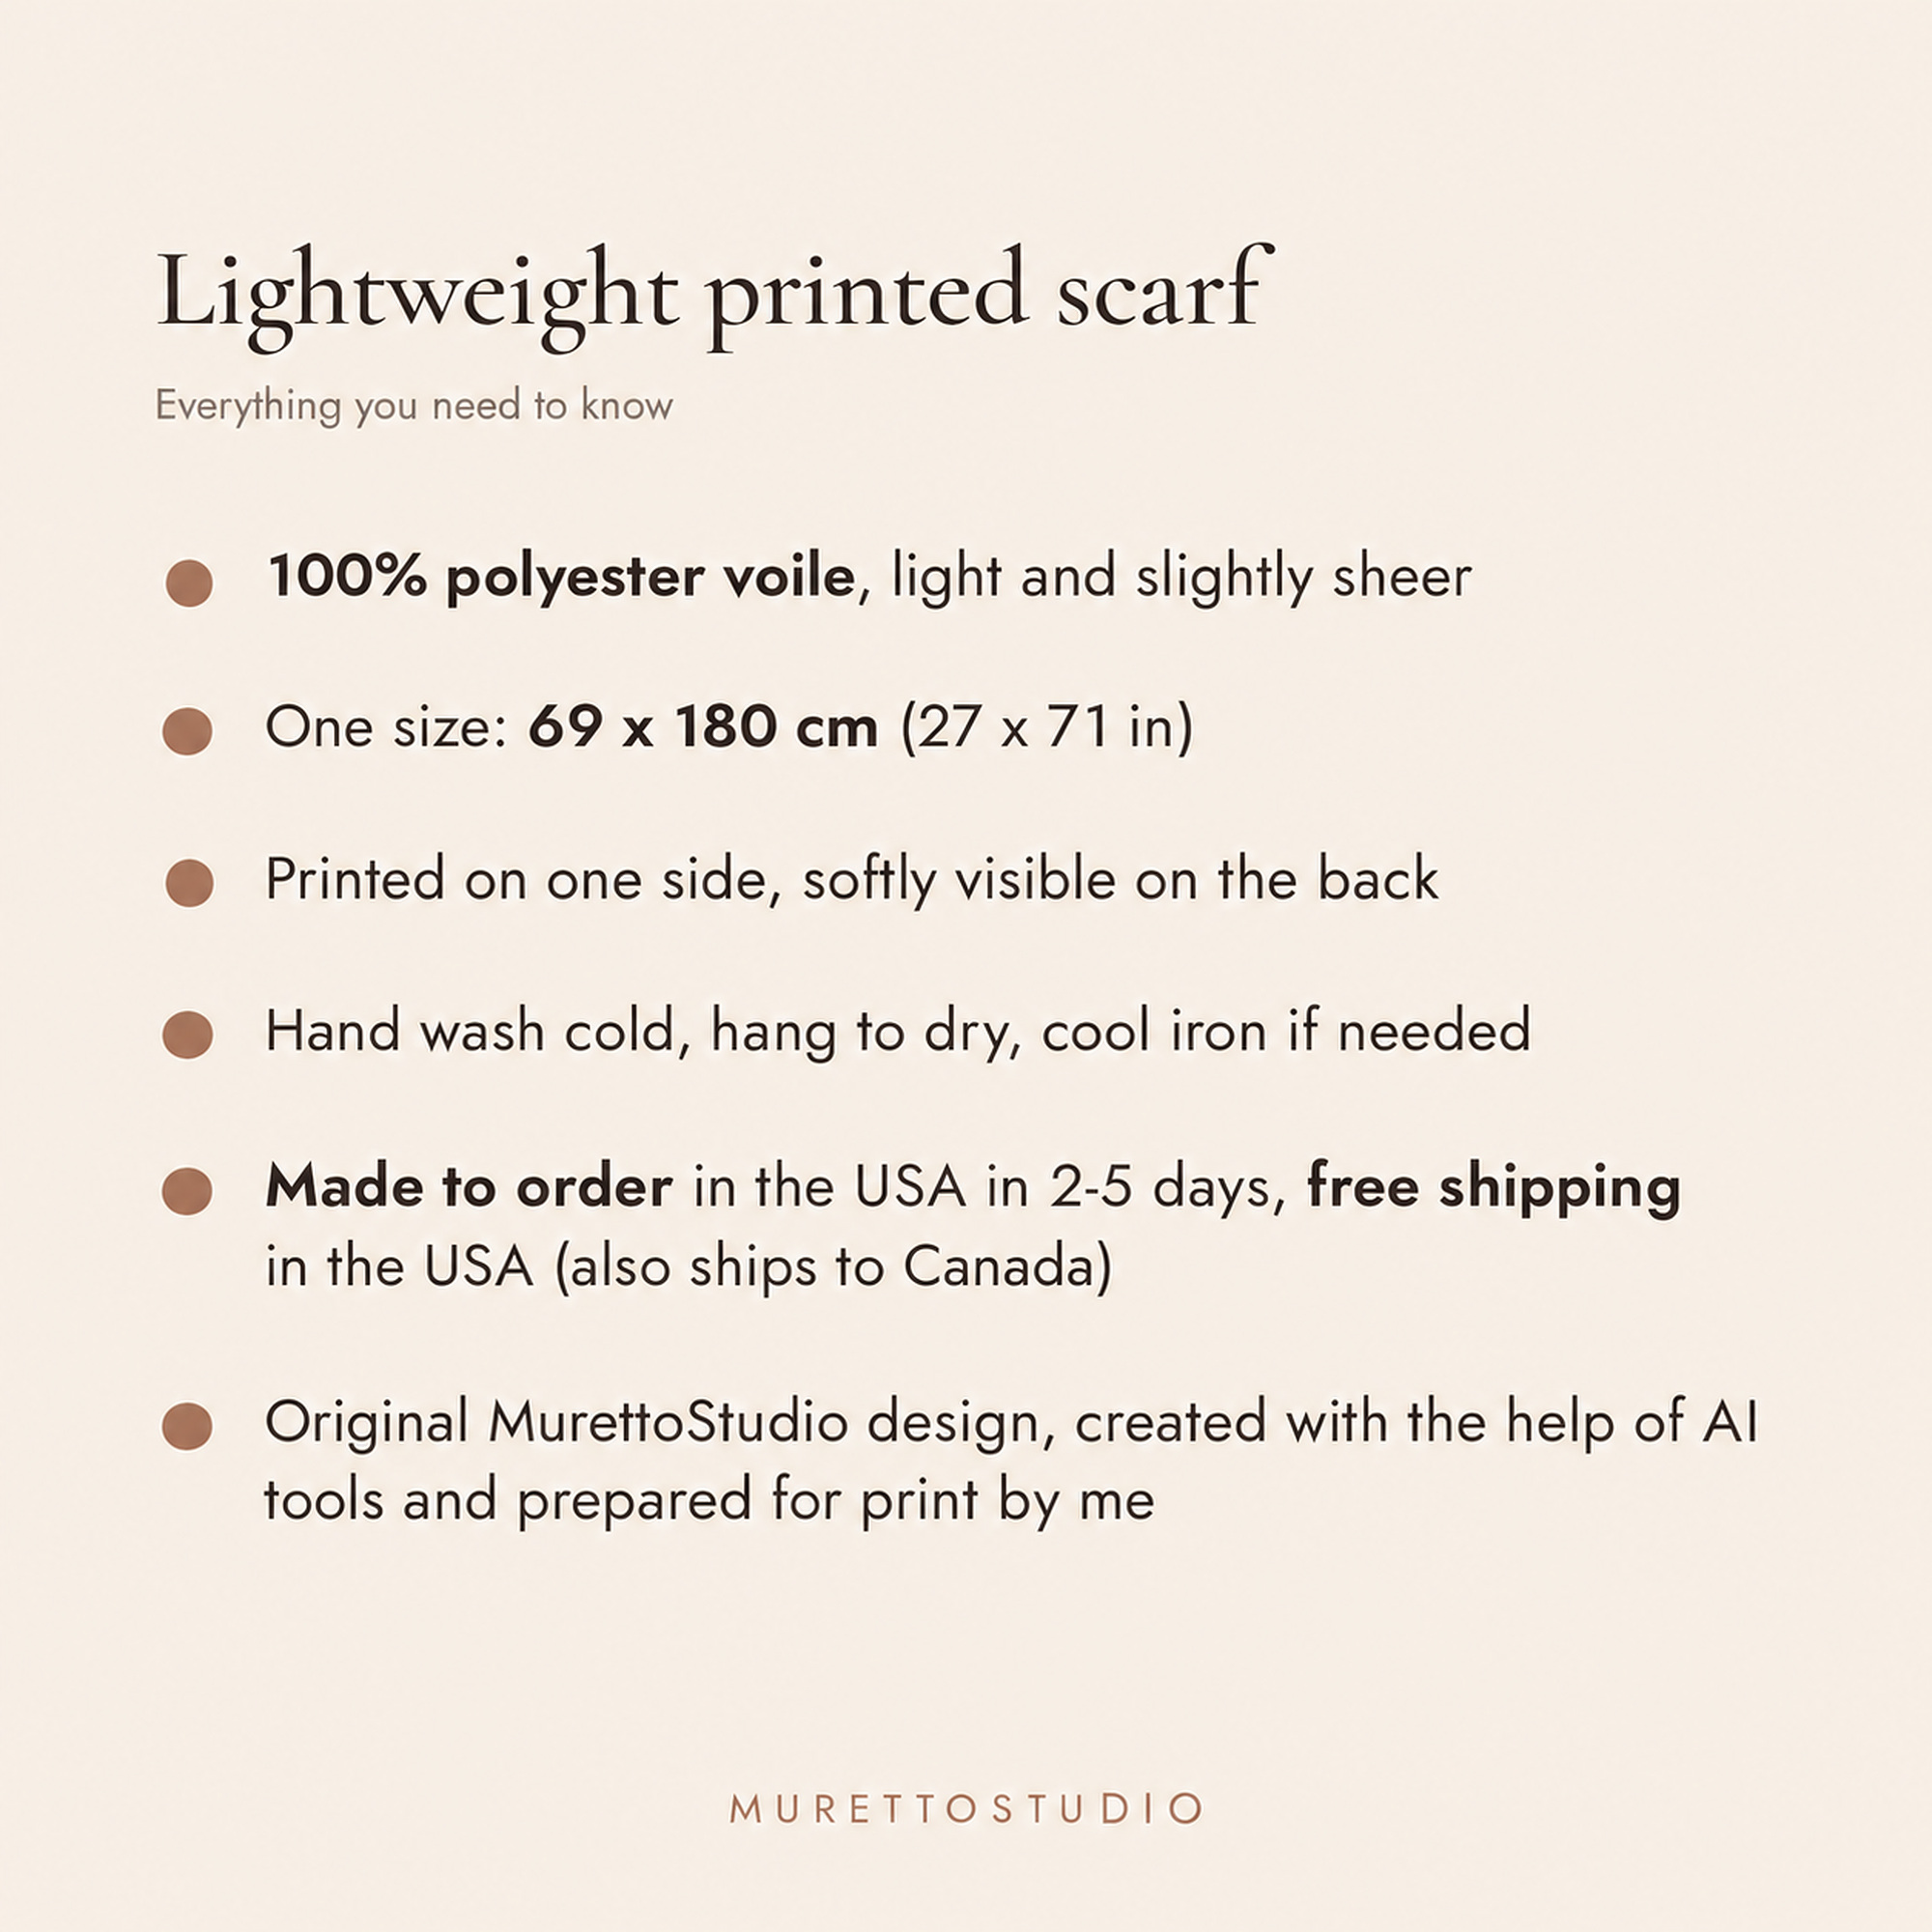 Lightweight printed scarf
Everything you need to know
100% polyester voile, light and slightly sheer
One size: 69 x 180 cm (27 x 71 in)
Printed on one side, softly visible on the back
Hand wash cold, hang to dry, cool iron if needed
Made to order in the USA in 2-5 days, free shipping
in the USA (also ships to Canada)
Original MurettoStudio design, created with the help of AI
tools and prepared for print by me
MURETTOSTUDIO